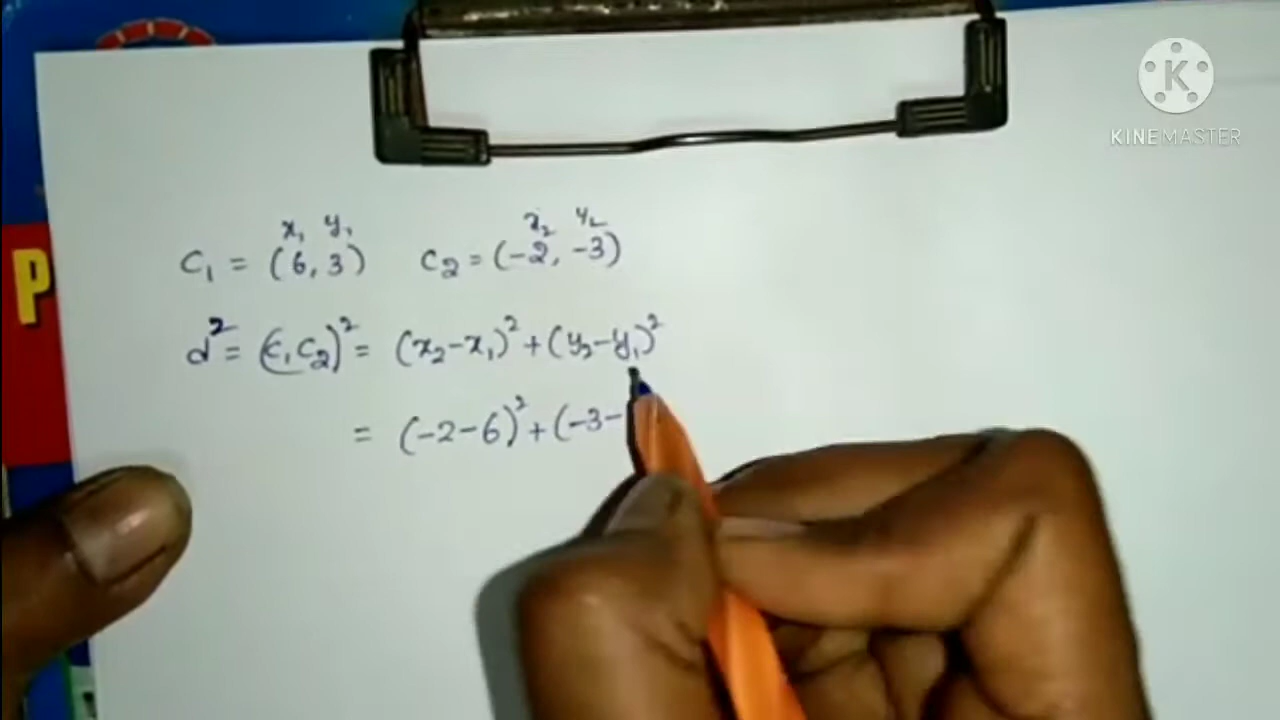 P
K
KINEMASTER
x₁ y₁ x₂ y₂
C₁ = (6, 3) C₂ = (-2, -3)
d² = (C₁C₂)² = (x₂-x₁)² + (y₂-y₁)²
= (-2-6)² + (-3-